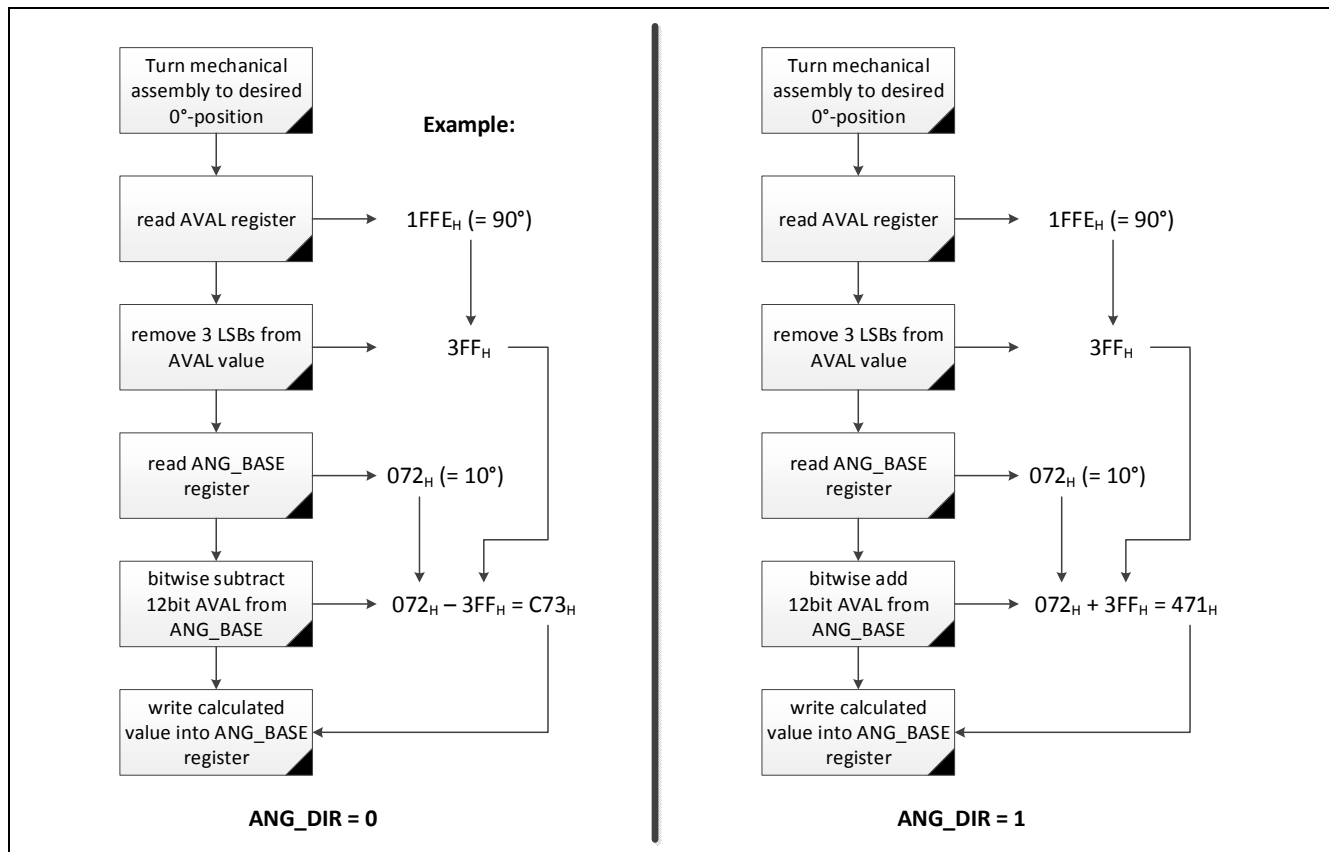 Turn mechanical
assembly to desired
0°-position
Example:
read AVAL register
1FFEH (= 90°)
remove 3 LSBs from
AVAL value
3FFH
read ANG_BASE
register
072H (= 10°)
bitwise subtract
12bit AVAL from
ANG_BASE
072H – 3FFH = C73H
write calculated
value into ANG_BASE
register
ANG_DIR = 0
Turn mechanical
assembly to desired
0°-position
read AVAL register
1FFEH (= 90°)
remove 3 LSBs from
AVAL value
3FFH
read ANG_BASE
register
072H (= 10°)
bitwise add
12bit AVAL from
ANG_BASE
072H + 3FFH = 471H
write calculated
value into ANG_BASE
register
ANG_DIR = 1